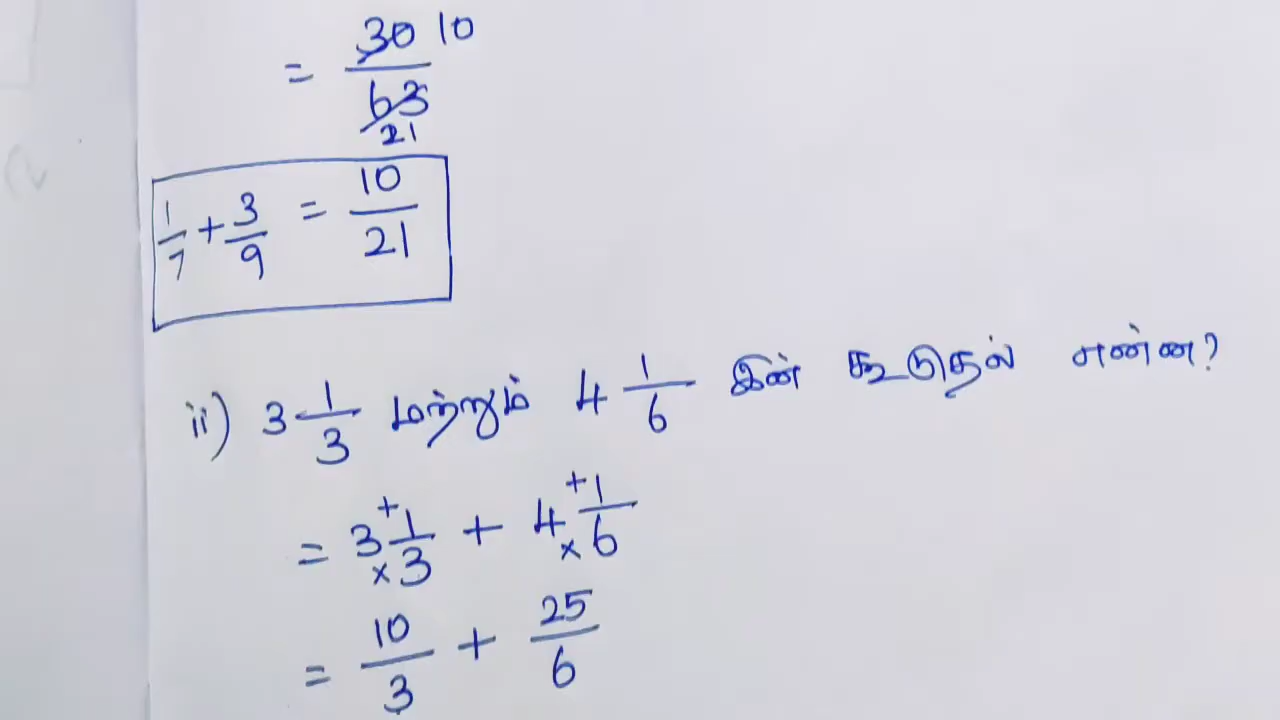 = 30/63 10/21
1/7 + 3/9 = 10/21
ii) 3 1/3 மற்றும் 4 1/6 இன் கூடுதல் என்ன?
= 3 + 1/× 3 + 4 + 1/× 6
= 10/3 + 25/6